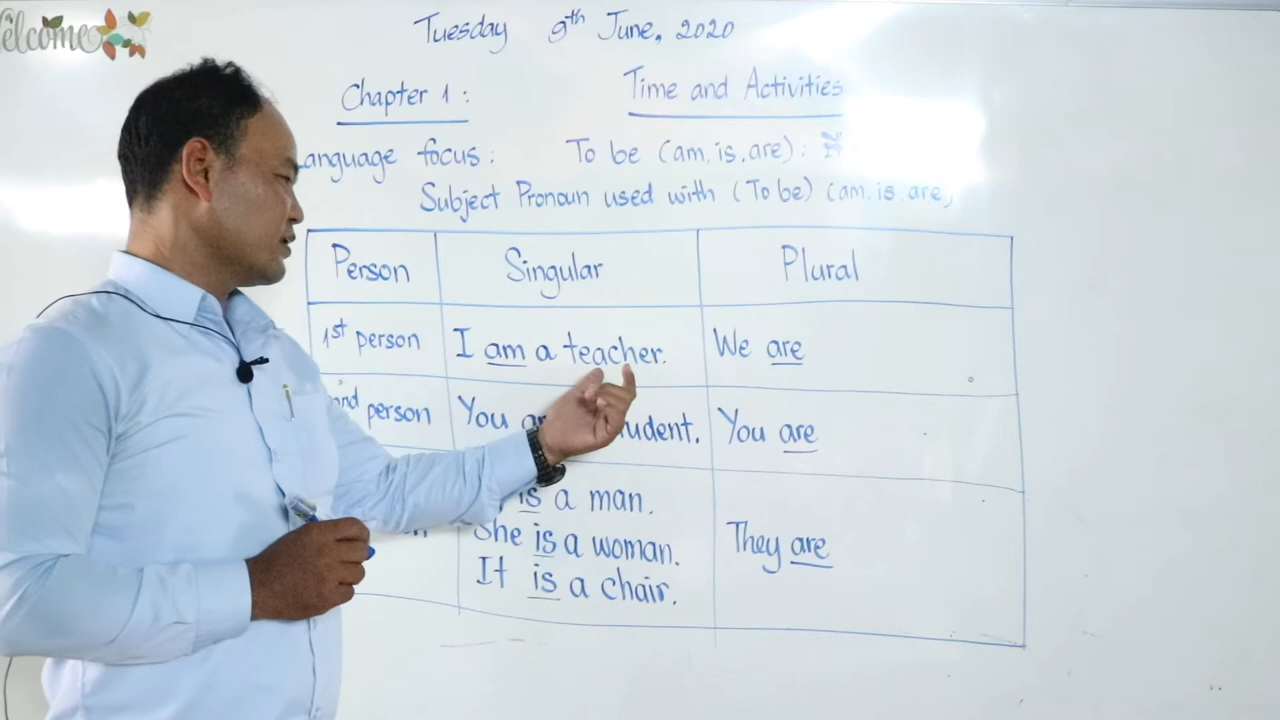 Welcome
Tuesday 9th June, 2020
Chapter 1: Time and Activities
Language focus: To be (am, is, are):
Subject Pronoun used with (To be) (am, is, are)
Person Singular Plural
1st person I am a teacher. We are
person You student. You are
is a man.
She is a woman. They are
It is a chair.